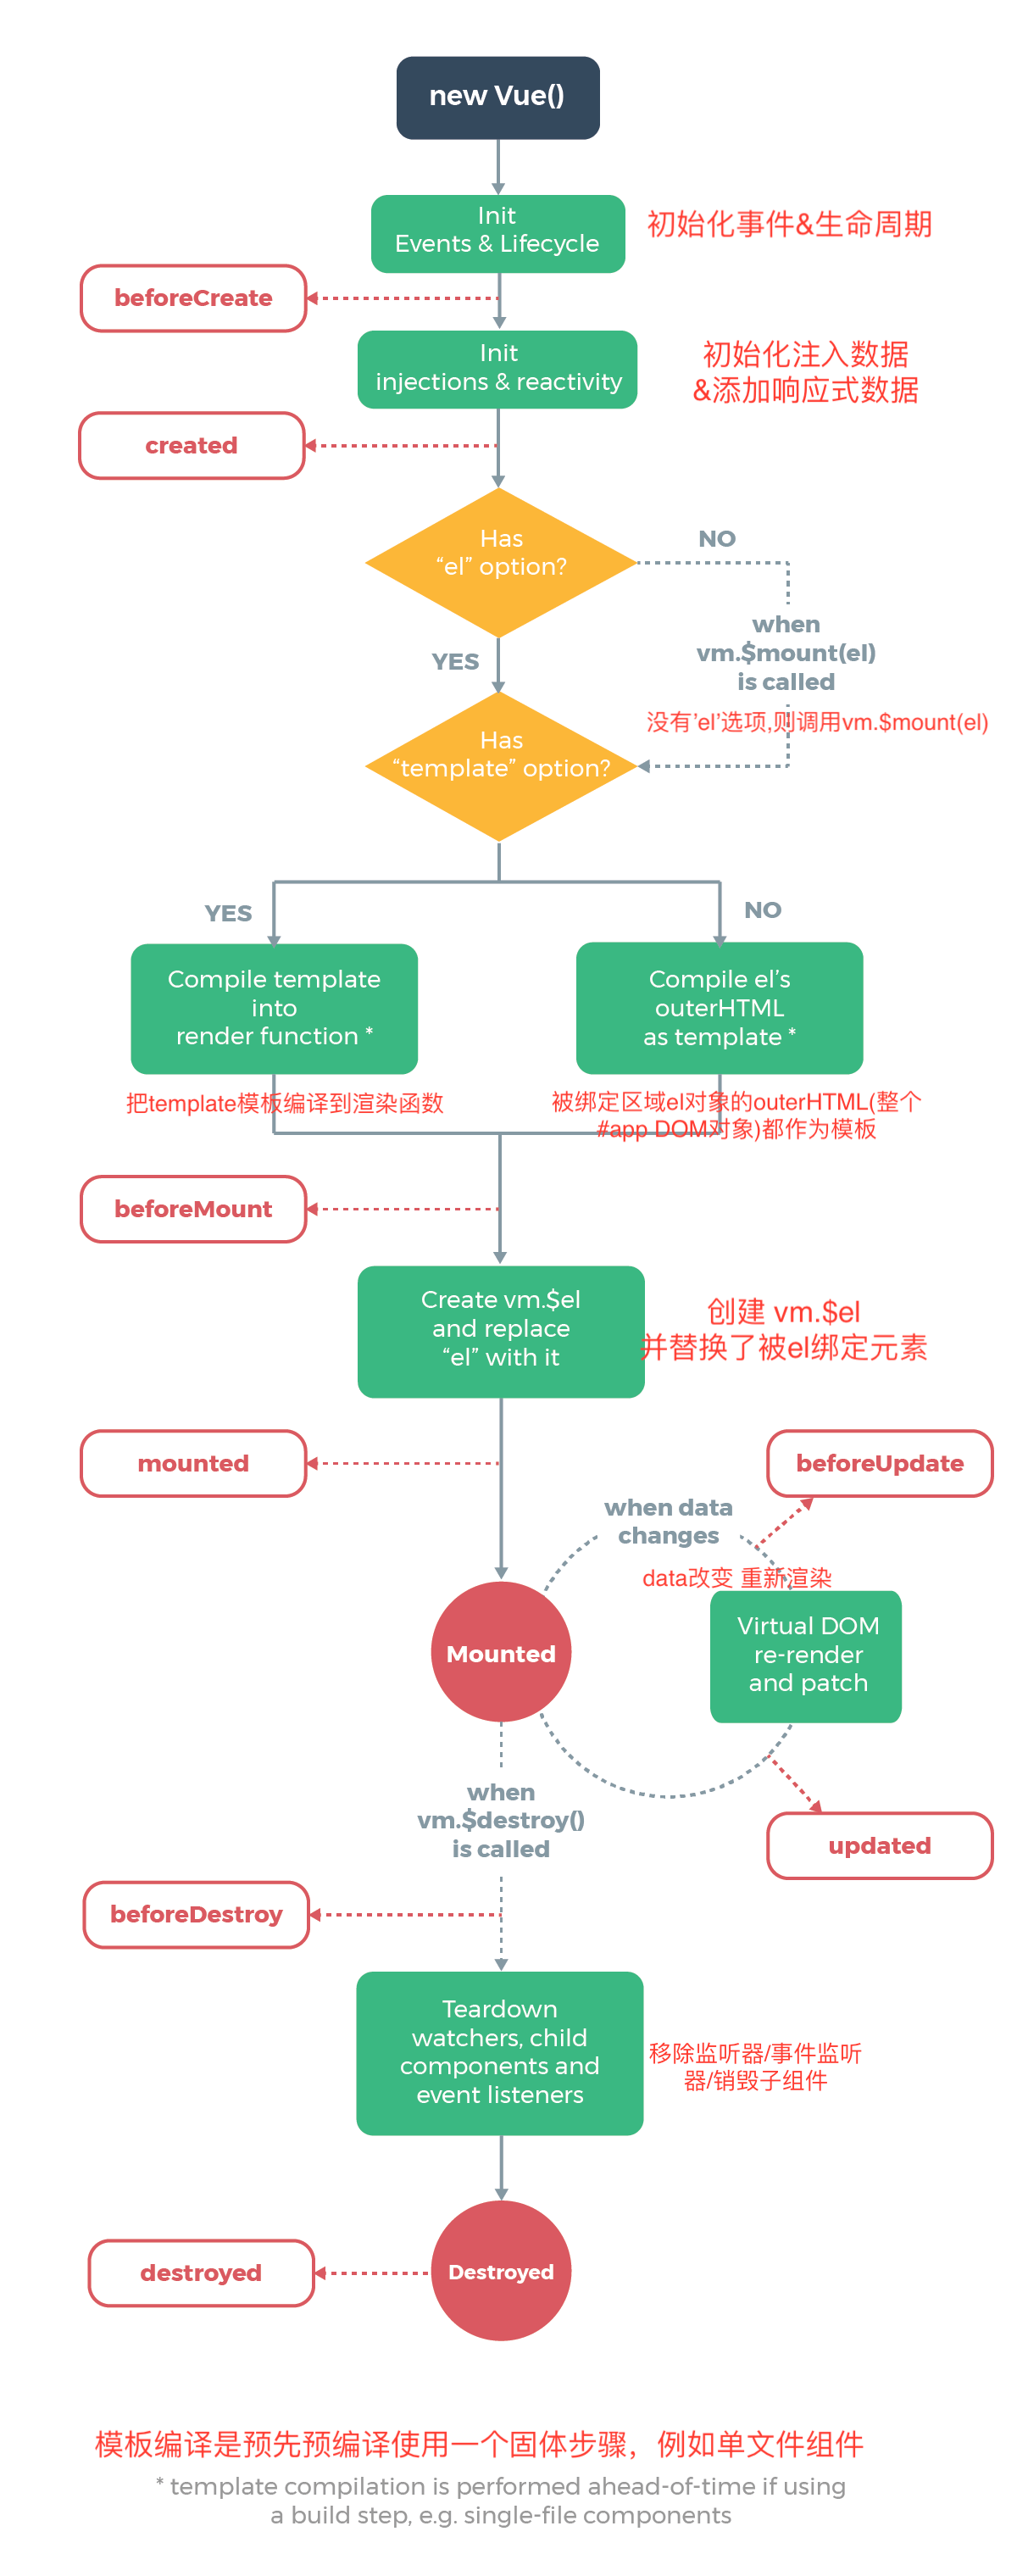 new Vue()
Init
Events & Lifecycle
初始化事件&生命周期
beforeCreate
Init
injections & reactivity
初始化注入数据
&添加响应式数据
created
Has
“el” option?
NO
when
vm.$mount(el)
is called
YES
没有'el'选项,则调用vm.$mount(el)
Has
“template” option?
YES
NO
Compile template
into
render function *
Compile el’s
outerHTML
as template *
把template模板编译到渲染函数
被绑定区域el对象的outerHTML(整个
#app DOM对象)都作为模板
beforeMount
Create vm.$el
and replace
“el” with it
创建 vm.$el
并替换了被el绑定元素
mounted
beforeUpdate
when data
changes
data改变 重新渲染
Mounted
Virtual DOM
re-render
and patch
when
vm.$destroy()
is called
updated
beforeDestroy
Teardown
watchers, child
components and
event listeners
移除监听器/事件监听
器/销毁子组件
destroyed
Destroyed
模板编译是预先预编译使用一个固体步骤，例如单文件组件
* template compilation is performed ahead-of-time if using
a build step, e.g. single-file components